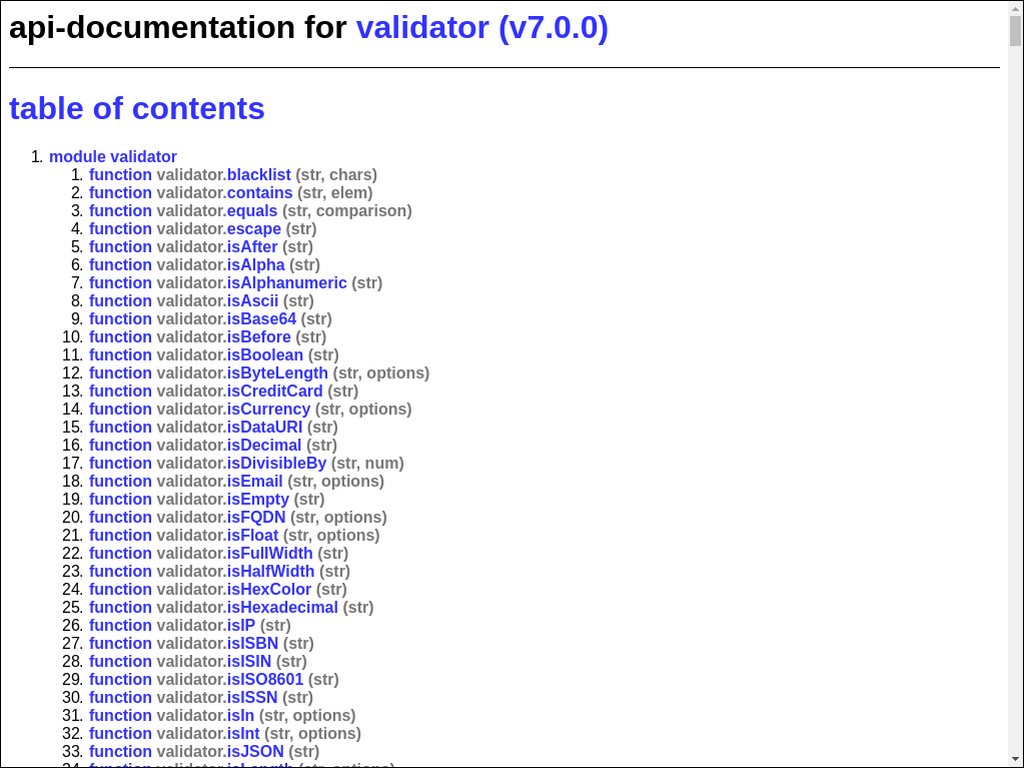 api-documentation for validator (v7.0.0)
table of contents
1. module validator
1. function validator.blacklist (str, chars)
2. function validator.contains (str, elem)
3. function validator.equals (str, comparison)
4. function validator.escape (str)
5. function validator.isAfter (str)
6. function validator.isAlpha (str)
7. function validator.isAlphanumeric (str)
8. function validator.isAscii (str)
9. function validator.isBase64 (str)
10. function validator.isBefore (str)
11. function validator.isBoolean (str)
12. function validator.isByteLength (str, options)
13. function validator.isCreditCard (str)
14. function validator.isCurrency (str, options)
15. function validator.isDataURI (str)
16. function validator.isDecimal (str)
17. function validator.isDivisibleBy (str, num)
18. function validator.isEmail (str, options)
19. function validator.isEmpty (str)
20. function validator.isFQDN (str, options)
21. function validator.isFloat (str, options)
22. function validator.isFullWidth (str)
23. function validator.isHalfWidth (str)
24. function validator.isHexColor (str)
25. function validator.isHexadecimal (str)
26. function validator.isIP (str)
27. function validator.isISBN (str)
28. function validator.isISIN (str)
29. function validator.isISO8601 (str)
30. function validator.isISSN (str)
31. function validator.isIn (str, options)
32. function validator.isInt (str, options)
33. function validator.isJSON (str)
34. function validator.isLength (str, options)